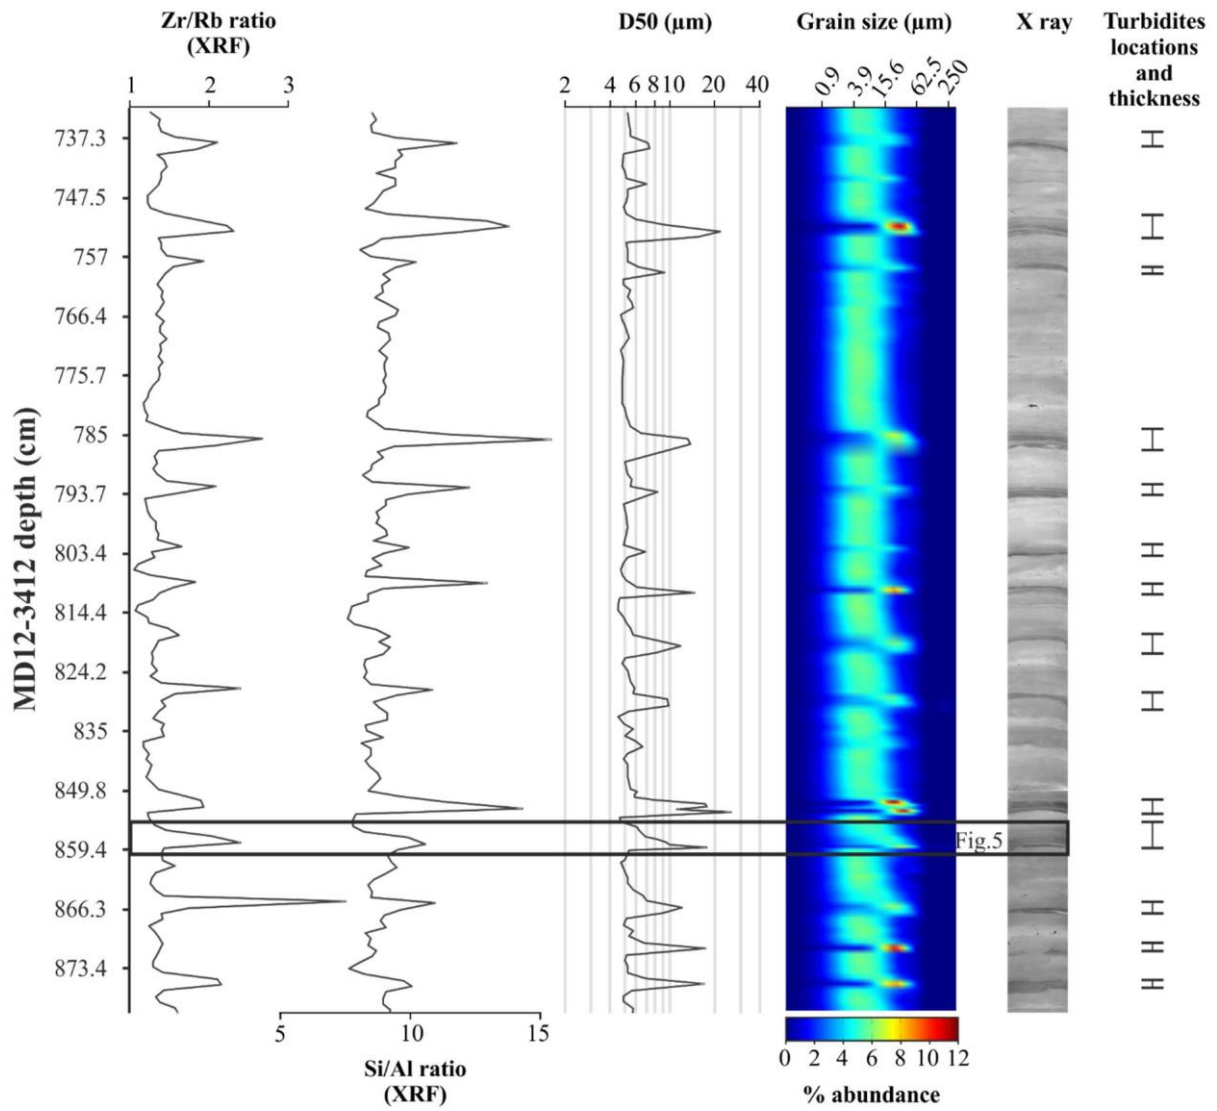 Zr/Rb ratio
(XRF)
D50 (μm)
Grain size (μm)
X ray
Turbidites
locations
and
thickness
1 2 3
2 4 6 8 10 20 40
0.9 3.9 15.6 62.5 250
MD12-3412 depth (cm)
737.3
747.5
757
766.4
775.7
785
793.7
803.4
814.4
824.2
835
849.8
859.4
866.3
873.4
Fig.5
5 10 15
Si/Al ratio
(XRF)
0 2 4 6 8 10 12
% abundance